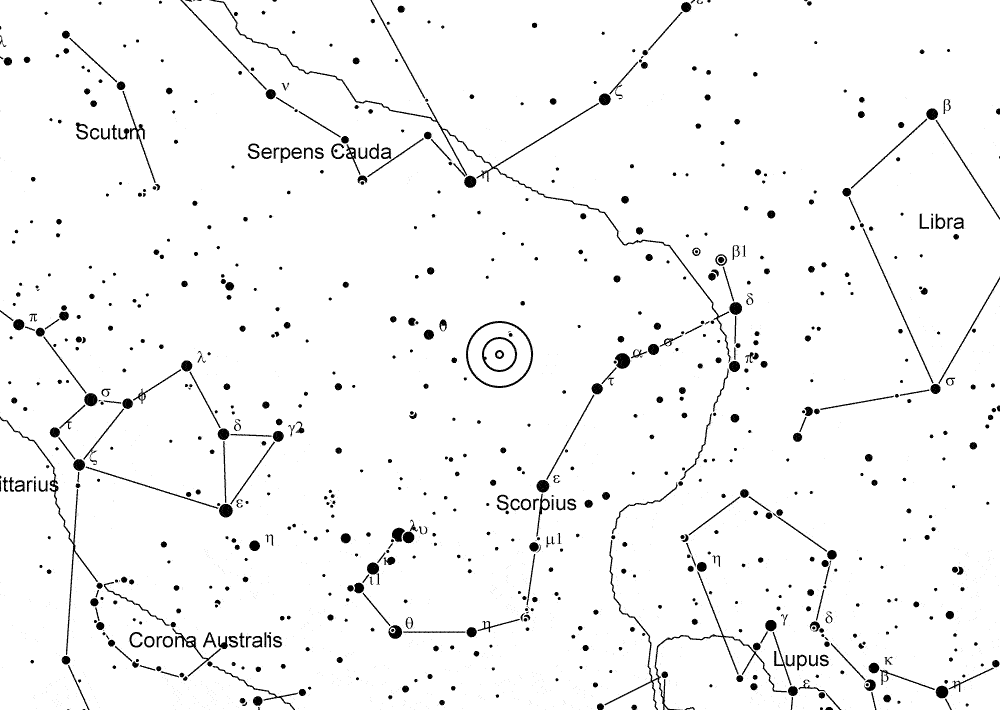 λ
ε
ν
ζ
β
Scutum
Serpens Cauda
η
Libra
β1
δ
π
θ
α σ
π
λ
τ
σ
σ
φ
τ
δ
γ2
ζ
ittarius
ε
ε
Scorpius
η
λυ
μ1
η
κ
ι1
θ
η
γ
δ
Corona Australis
Lupus
κ
β
ε
η